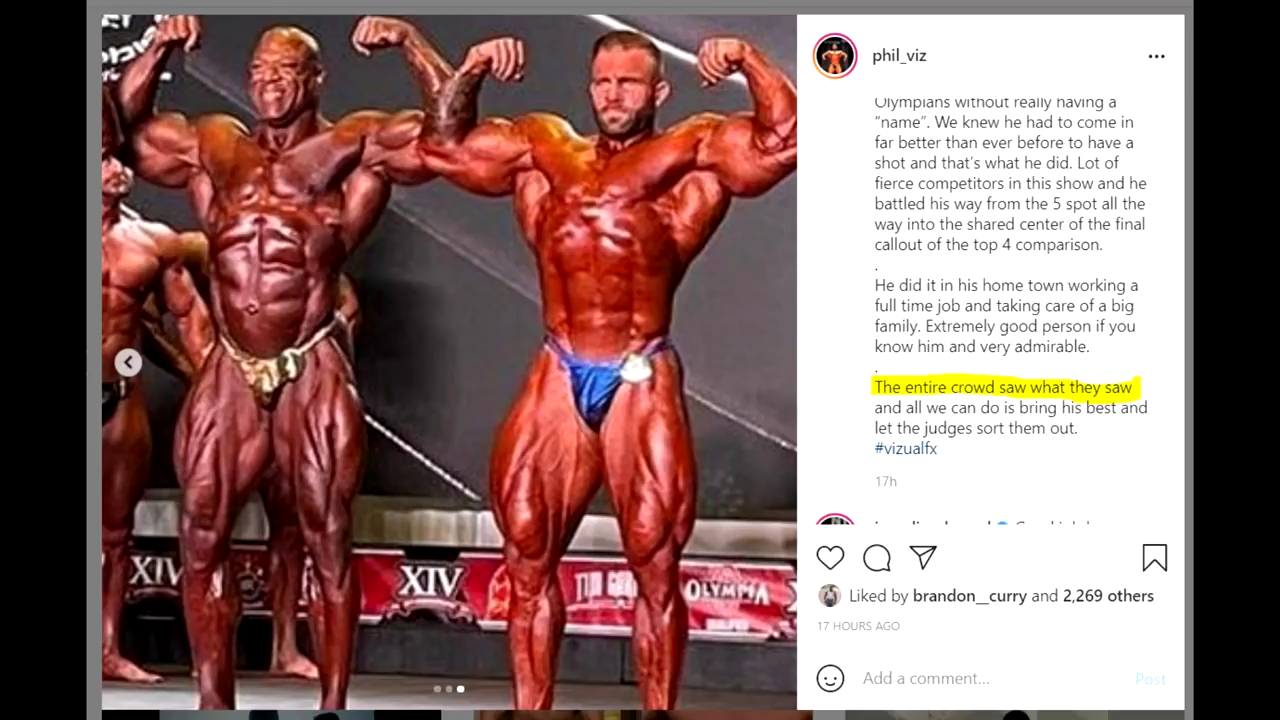 phil_viz
Olympians without really having a
"name". We knew he had to come in
far better than ever before to have a
shot and that's what he did. Lot of
fierce competitors in this show and he
battled his way from the 5 spot all the
way into the shared center of the final
callout of the top 4 comparison.
.
He did it in his home town working a
full time job and taking care of a big
family. Extremely good person if you
know him and very admirable.
.
The entire crowd saw what they saw
and all we can do is bring his best and
let the judges sort them out.
#vizualfx
17h
Liked by brandon__curry and 2,269 others
17 HOURS AGO
Add a comment...
Post
XIV
XIV
OLYMPIA